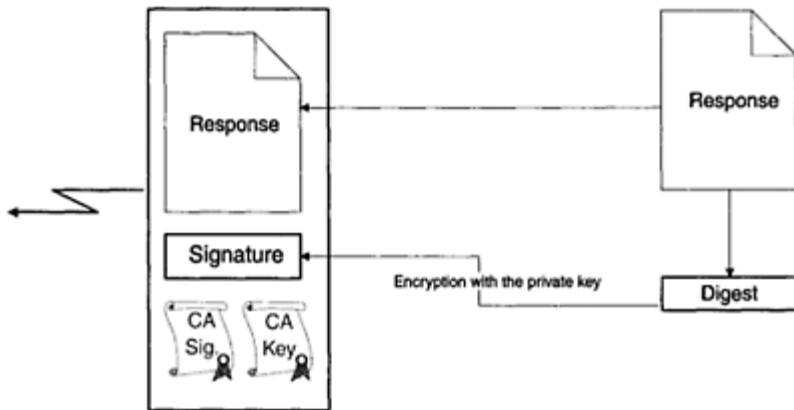 Response
Response
Signature
Encryption with the private key
Digest
CA
Sig.
CA
Key